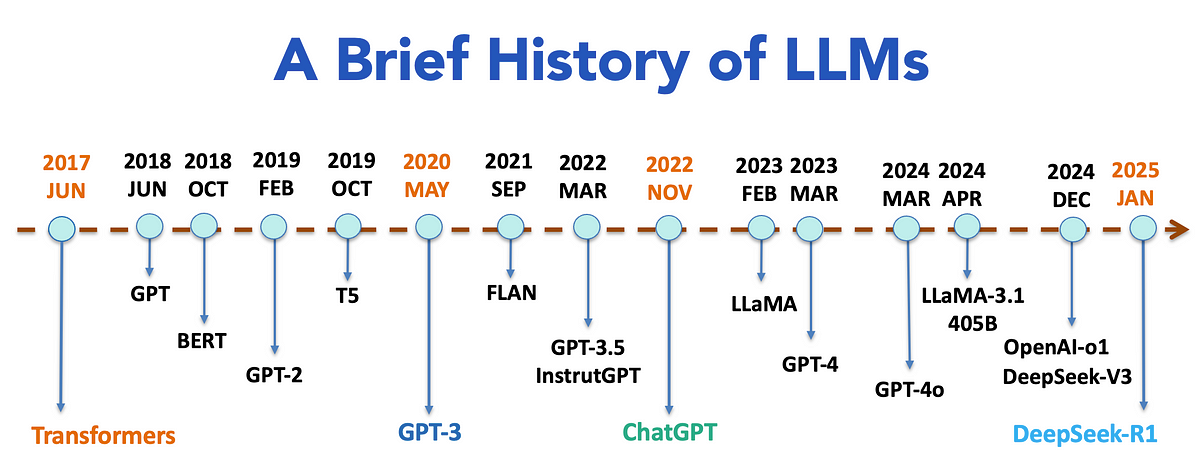 A Brief History of LLMs
2017 2018 2018 2019 2019 2020 2021 2022 2022 2023 2023 2024 2024 2024 2025
JUN JUN OCT FEB OCT MAY SEP MAR NOV FEB MAR MAR APR DEC JAN
GPT T5 FLAN LLaMA LLaMA-3.1
405B
BERT GPT-3.5 OpenAI-o1
GPT-2 InstrutGPT GPT-4 GPT-4o DeepSeek-V3
Transformers GPT-3 ChatGPT DeepSeek-R1